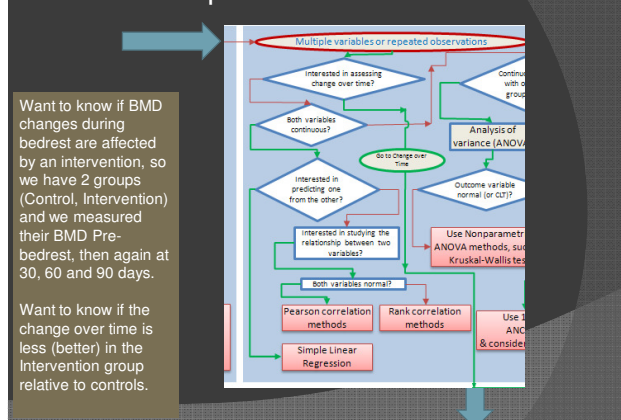 Multiple variables or repeated observations
Interested in assessing
change over time?
Both variables
continuous?
Go to Change over
Time
Interested in
predicting one
from the other?
Interested in studying the
relationship between two
variables?
Both variables normal?
Pearson correlation
methods
Rank correlation
methods
Simple Linear
Regression
with
Analysis of
variance (ANOVA
Outcome variable
normal (or CLT)?
Use Nonparametri
ANOVA methods, suc
Kruskal-Wallis tes
Use 1
ANC
& consider
Want to know if BMD
changes during
bedrest are affected
by an intervention, so
we have 2 groups
(Control, Intervention)
and we measured
their BMD Pre-
bedrest, then again at
30, 60 and 90 days.
Want to know if the
change over time is
less (better) in the
Intervention group
relative to controls.